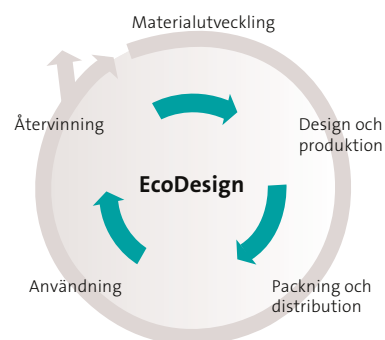 Materialutveckling
Återvinning
Design och
produktion
EcoDesign
Användning
Packning och
distribution